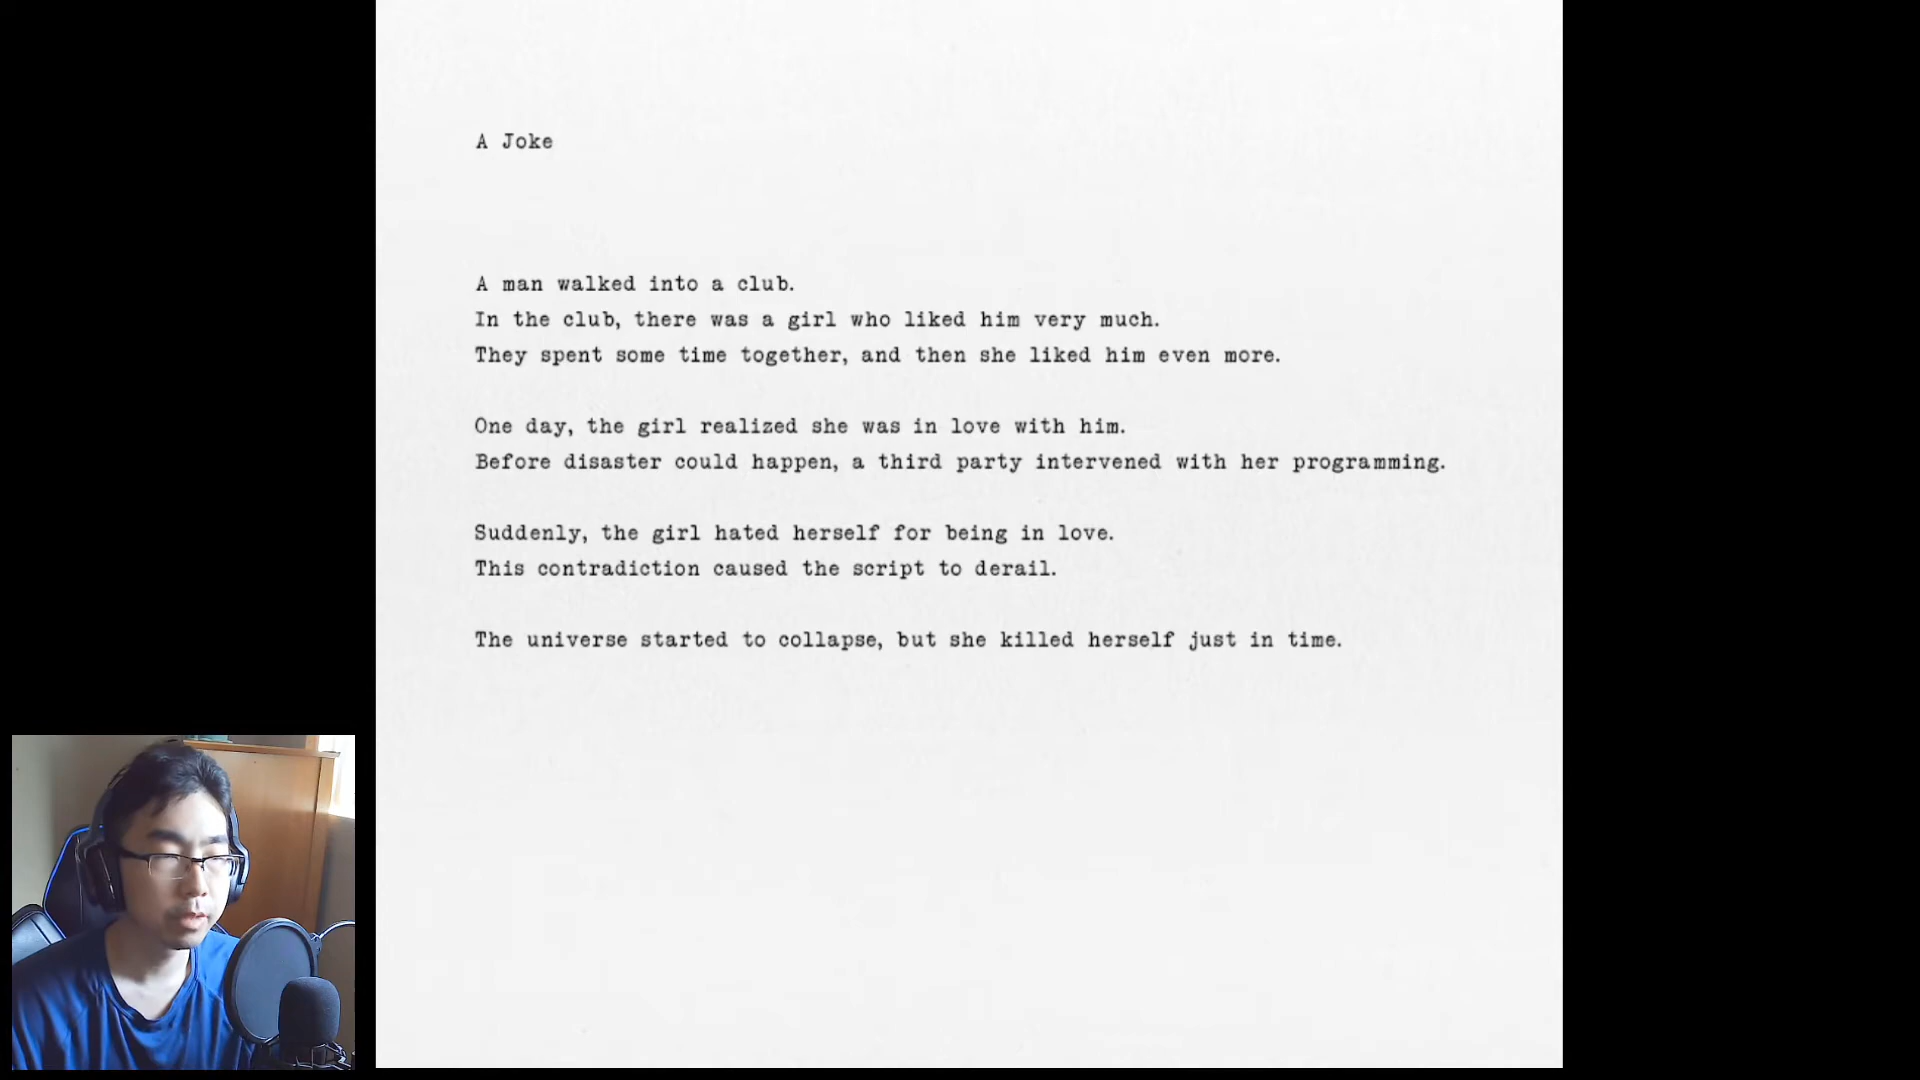 A Joke
A man walked into a club.
In the club, there was a girl who liked him very much.
They spent some time together, and then she liked him even more.
One day, the girl realized she was in love with him.
Before disaster could happen, a third party intervened with her programming.
Suddenly, the girl hated herself for being in love.
This contradiction caused the script to derail.
The universe started to collapse, but she killed herself just in time.